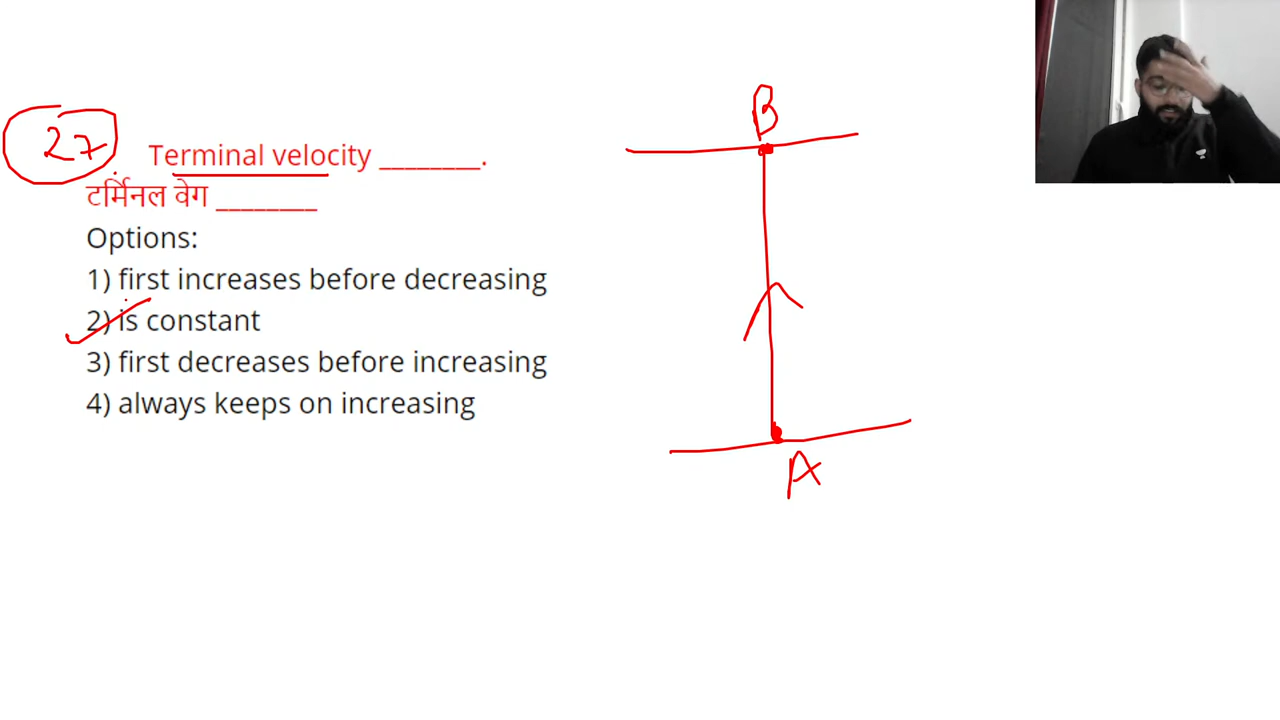 27
Terminal velocity ________.
टर्मिनल वेग ________
Options:
1) first increases before decreasing
2) is constant
3) first decreases before increasing
4) always keeps on increasing
B
A